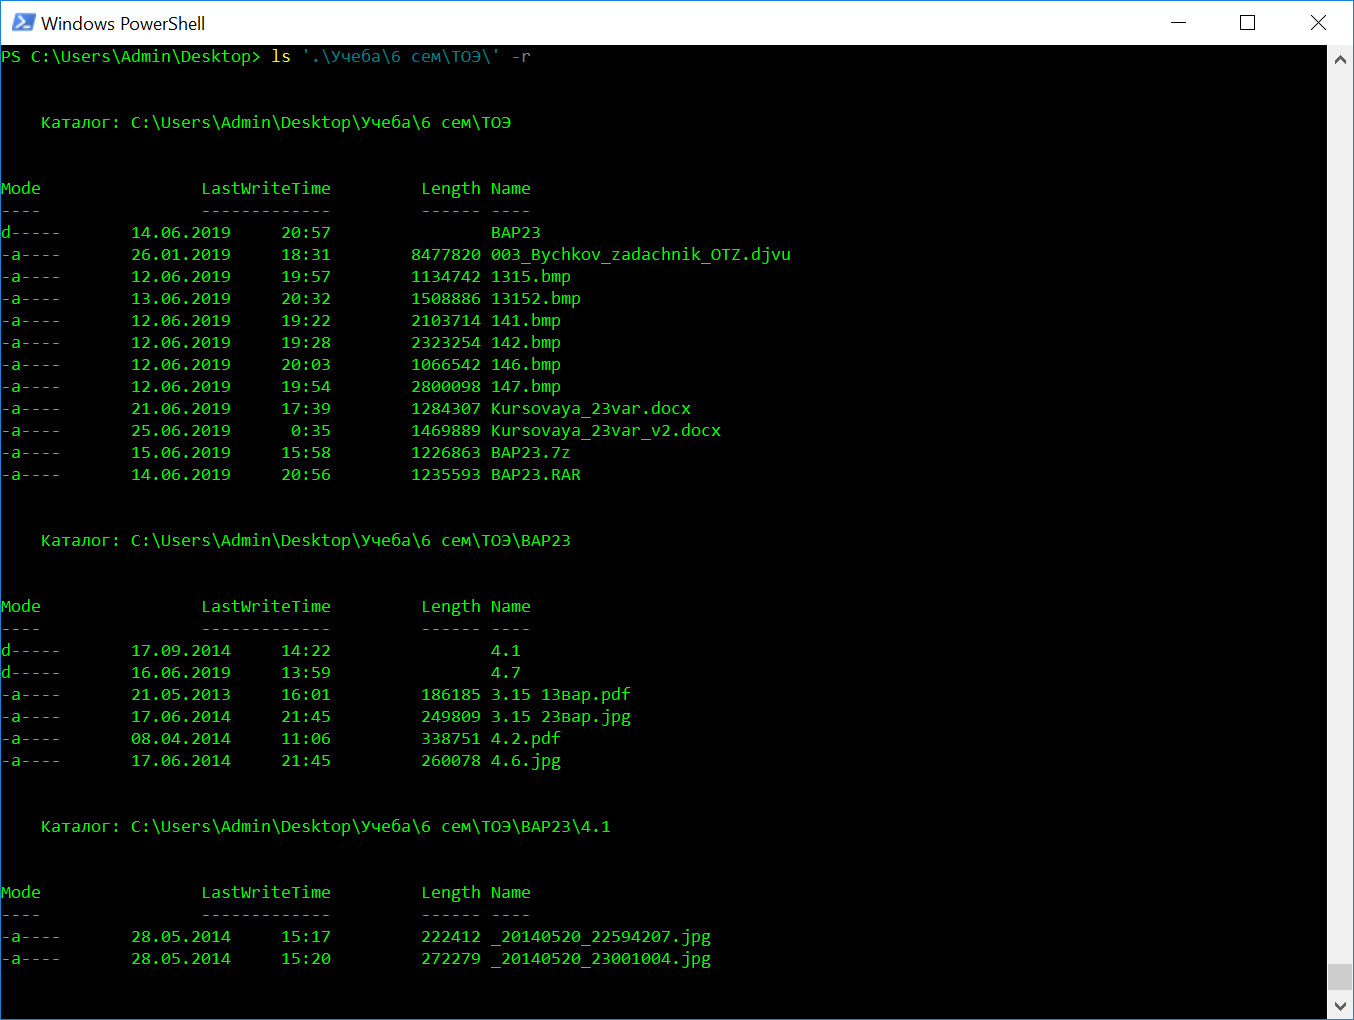 Windows PowerShell
PS C:\Users\Admin\Desktop> ls '.\Учеба\6 сем\ТОЭ\' -r
Каталог: C:\Users\Admin\Desktop\Учеба\6 сем\ТОЭ
Mode LastWriteTime Length Name
---- ------------- ------ ----
d----- 14.06.2019 20:57 ВАР23
-a---- 26.01.2019 18:31 8477820 003_Bychkov_zadachnik_OTZ.djvu
-a---- 12.06.2019 19:57 1134742 1315.bmp
-a---- 13.06.2019 20:32 1508886 13152.bmp
-a---- 12.06.2019 19:22 2103714 141.bmp
-a---- 12.06.2019 19:28 2323254 142.bmp
-a---- 12.06.2019 20:03 1066542 146.bmp
-a---- 12.06.2019 19:54 2800098 147.bmp
-a---- 21.06.2019 17:39 1284307 Kursovaya_23var.docx
-a---- 25.06.2019 0:35 1469889 Kursovaya_23var_v2.docx
-a---- 15.06.2019 15:58 1226863 ВАР23.7z
-a---- 14.06.2019 20:56 1235593 ВАР23.RAR
Каталог: C:\Users\Admin\Desktop\Учеба\6 сем\ТОЭ\ВАР23
Mode LastWriteTime Length Name
---- ------------- ------ ----
d----- 17.09.2014 14:22 4.1
d----- 16.06.2019 13:59 4.7
-a---- 21.05.2013 16:01 186185 3.15 13вар.pdf
-a---- 17.06.2014 21:45 249809 3.15 23вар.jpg
-a---- 08.04.2014 11:06 338751 4.2.pdf
-a---- 17.06.2014 21:45 260078 4.6.jpg
Каталог: C:\Users\Admin\Desktop\Учеба\6 сем\ТОЭ\ВАР23\4.1
Mode LastWriteTime Length Name
---- ------------- ------ ----
-a---- 28.05.2014 15:17 222412 _20140520_22594207.jpg
-a---- 28.05.2014 15:20 272279 _20140520_23001004.jpg